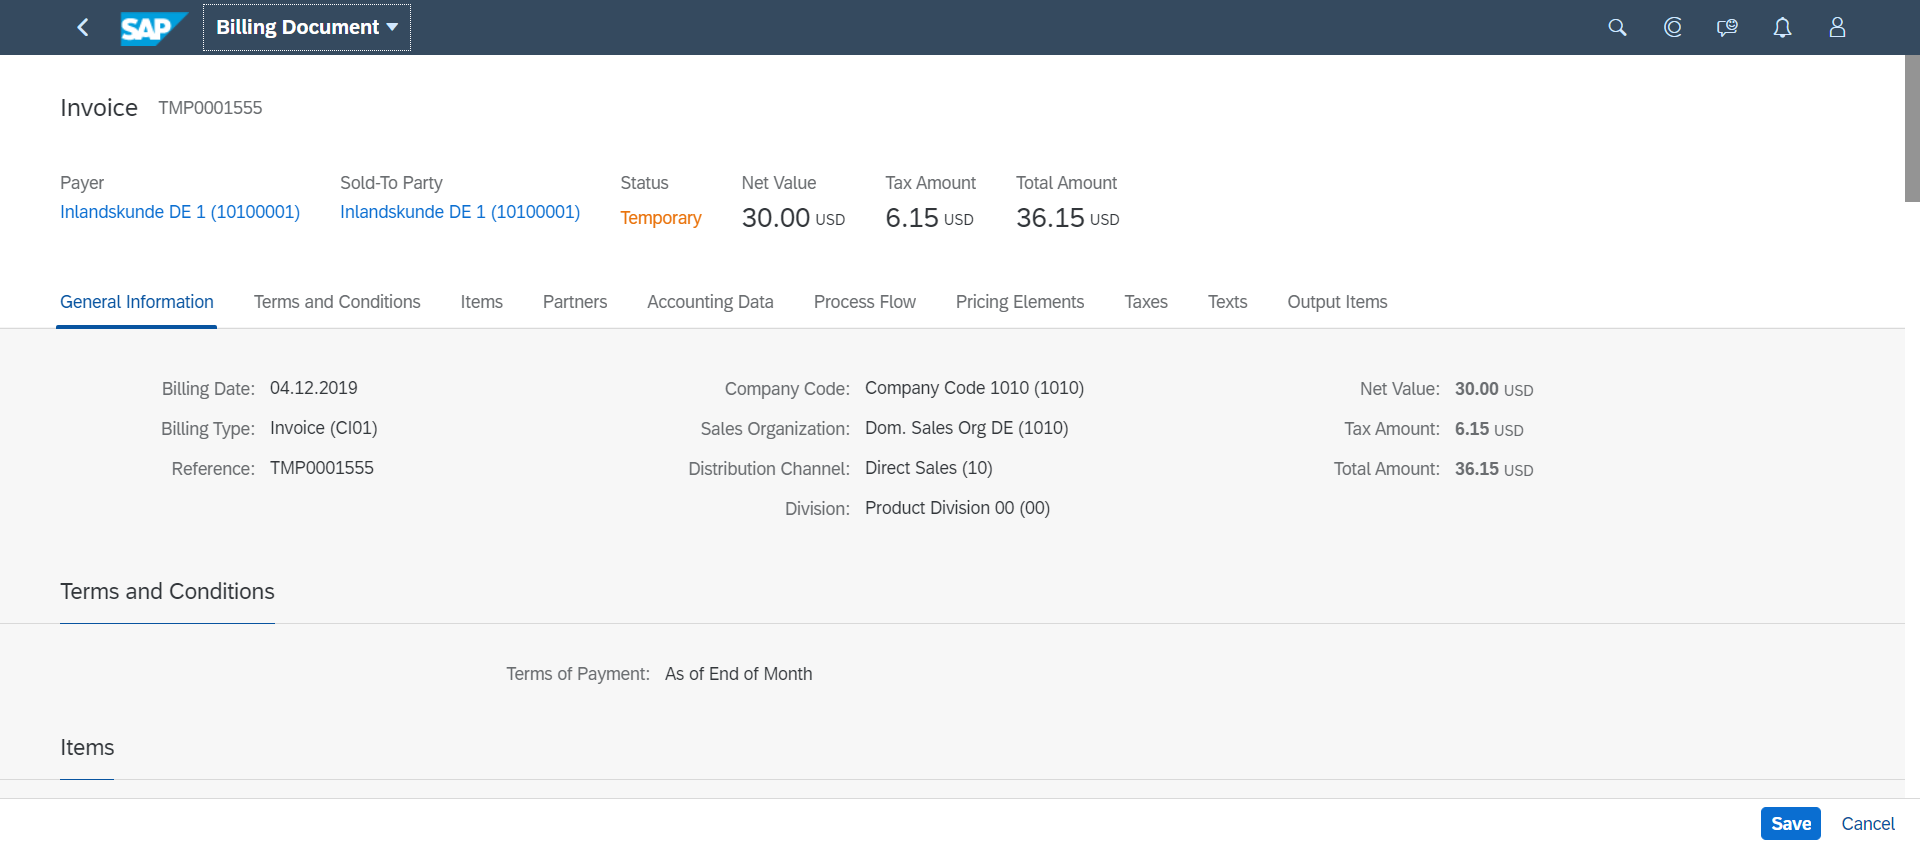 SAP Billing Document
Invoice TMP0001555
Payer Sold-To Party Status Net Value Tax Amount Total Amount
Inlandskunde DE 1 (10100001) Inlandskunde DE 1 (10100001) Temporary 30.00 USD 6.15 USD 36.15 USD
General Information Terms and Conditions Items Partners Accounting Data Process Flow Pricing Elements Taxes Texts Output Items
Billing Date: 04.12.2019 Company Code: Company Code 1010 (1010) Net Value: 30.00 USD
Billing Type: Invoice (CI01) Sales Organization: Dom. Sales Org DE (1010) Tax Amount: 6.15 USD
Reference: TMP0001555 Distribution Channel: Direct Sales (10) Total Amount: 36.15 USD
Division: Product Division 00 (00)
Terms and Conditions
Terms of Payment: As of End of Month
Items
Save Cancel